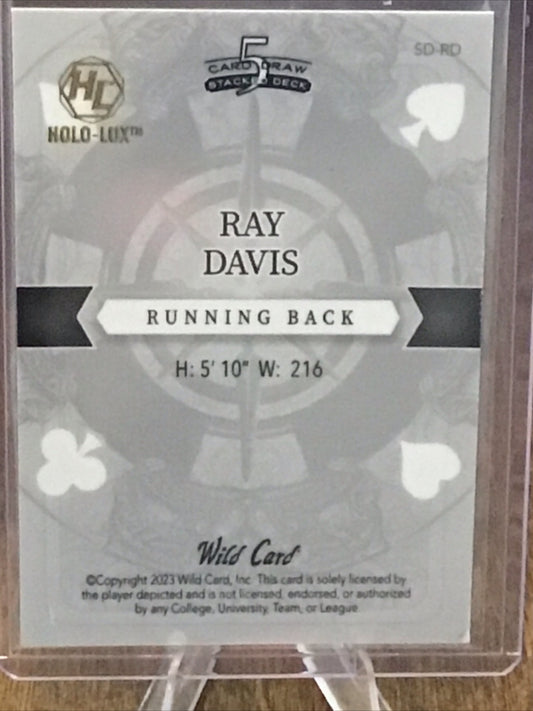 5
CARD DRAW
STACKED DECK
SD-RD
HC
HOLO-LUX™
RAY
DAVIS
RUNNING BACK
H: 5' 10" W: 216
Wild Card
©Copyright 2023 Wild Card, Inc. This card is solely licensed by
the player depicted and is not licensed, endorsed, or authorized
by any College, University, Team, or League.